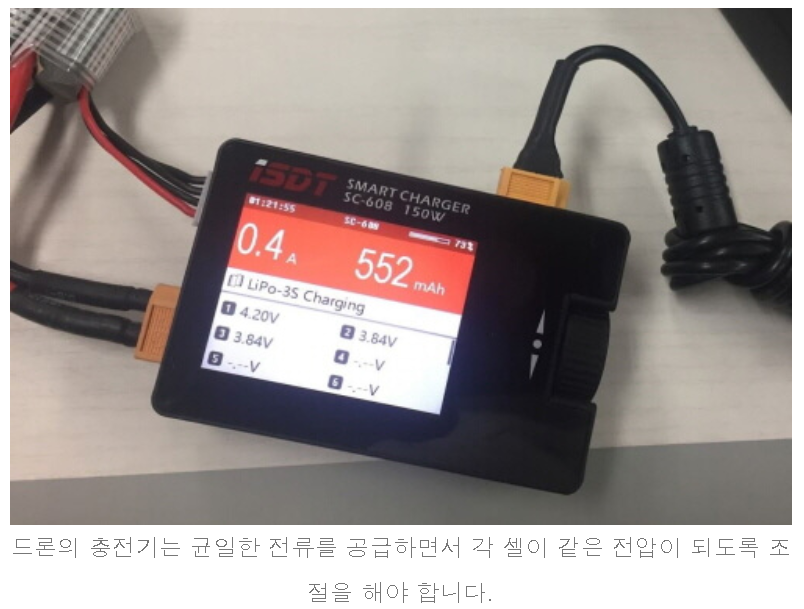 iSDT
SMART CHARGER
SC-608 150W
01:21:55 SC-608 73%
0.4 A 552 mAh
LiPo-3S Charging
1 4.20V 2 3.84V
3 3.84V 4 -.--V
5 -.--V 6 -.--V
드론의 충전기는 균일한 전류를 공급하면서 각 셀이 같은 전압이 되도록 조
절을 해야 합니다.